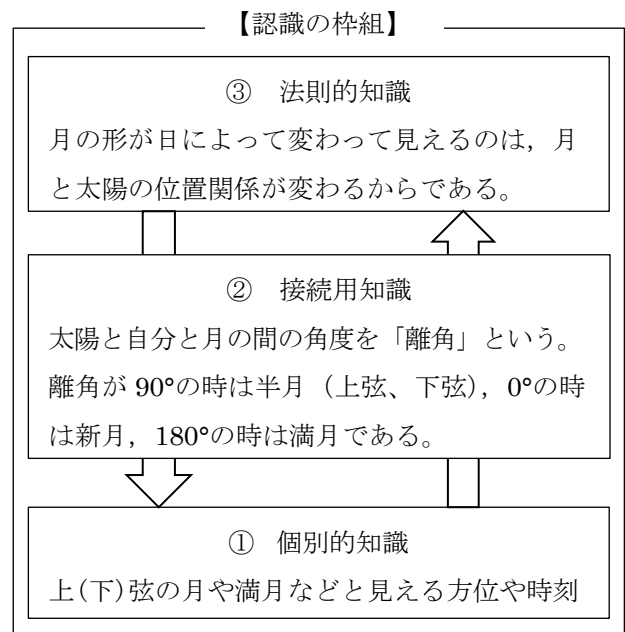 【認識の枠組】
③ 法則的知識
月の形が日によって変わって見えるのは，月
と太陽の位置関係が変わるからである。
② 接続用知識
太陽と自分と月の間の角度を「離角」という。
離角が 90°の時は半月（上弦、下弦），0°の時
は新月，180°の時は満月である。
① 個別的知識
上(下)弦の月や満月などと見える方位や時刻